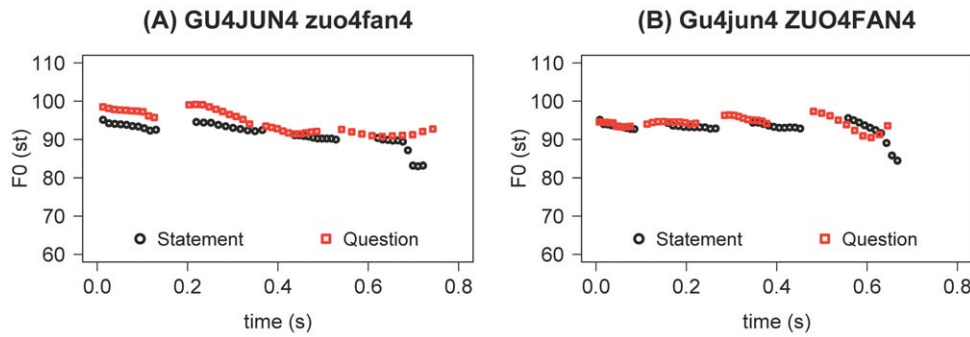 (A) GU4JUN4 zuo4fan4
110
100
90
80
70
60
F0 (st)
Statement
Question
0.0 0.2 0.4 0.6 0.8
time (s)
(B) Gu4jun4 ZUO4FAN4
110
100
90
80
70
60
F0 (st)
Statement
Question
0.0 0.2 0.4 0.6 0.8
time (s)